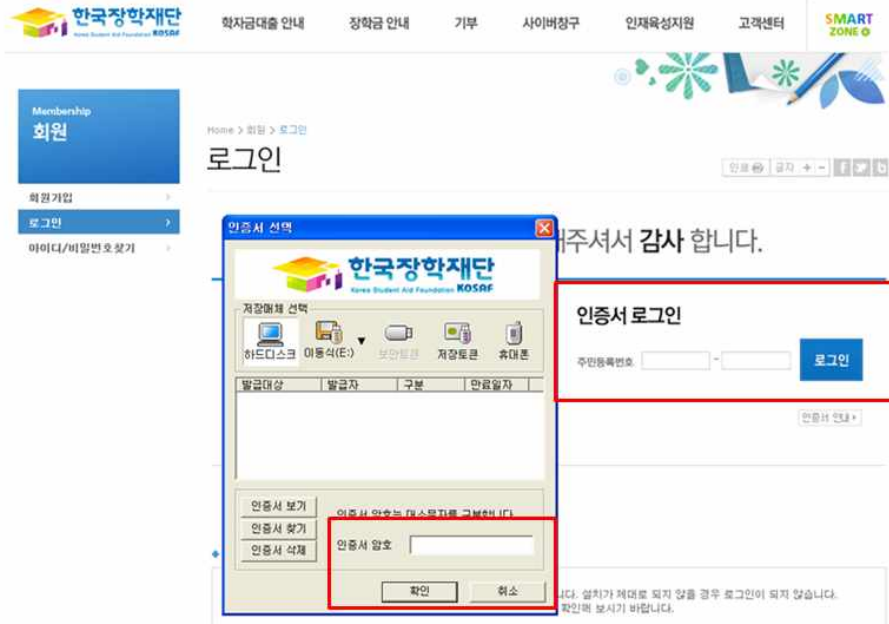 한국장학재단
Korea Student Aid Foundation KOSAF
학자금대출 안내 장학금 안내 기부 사이버창구 인재육성지원 고객센터
SMART
ZONE
Membership
회원
Home > 회원 > 로그인
로그인
인쇄 글자 + -
회원가입
로그인
아이디/비밀번호찾기
해주셔서 감사 합니다.
인증서 선택
한국장학재단
Korea Student Aid Foundation KOSAF
저장매체 선택
하드디스크 이동식(E:) 보안토큰 저장토큰 휴대폰
발급대상 발급자 구분 만료일자
인증서 보기
인증서 찾기
인증서 삭제
인증서 암호는 대소문자를 구분합니다.
인증서 암호
확인 취소
인증서 로그인
주민등록번호 - 로그인
인증서 안내
니다. 설치가 제대로 되지 않을 경우 로그인이 되지 않습니다.
확인해 보시기 바랍니다.